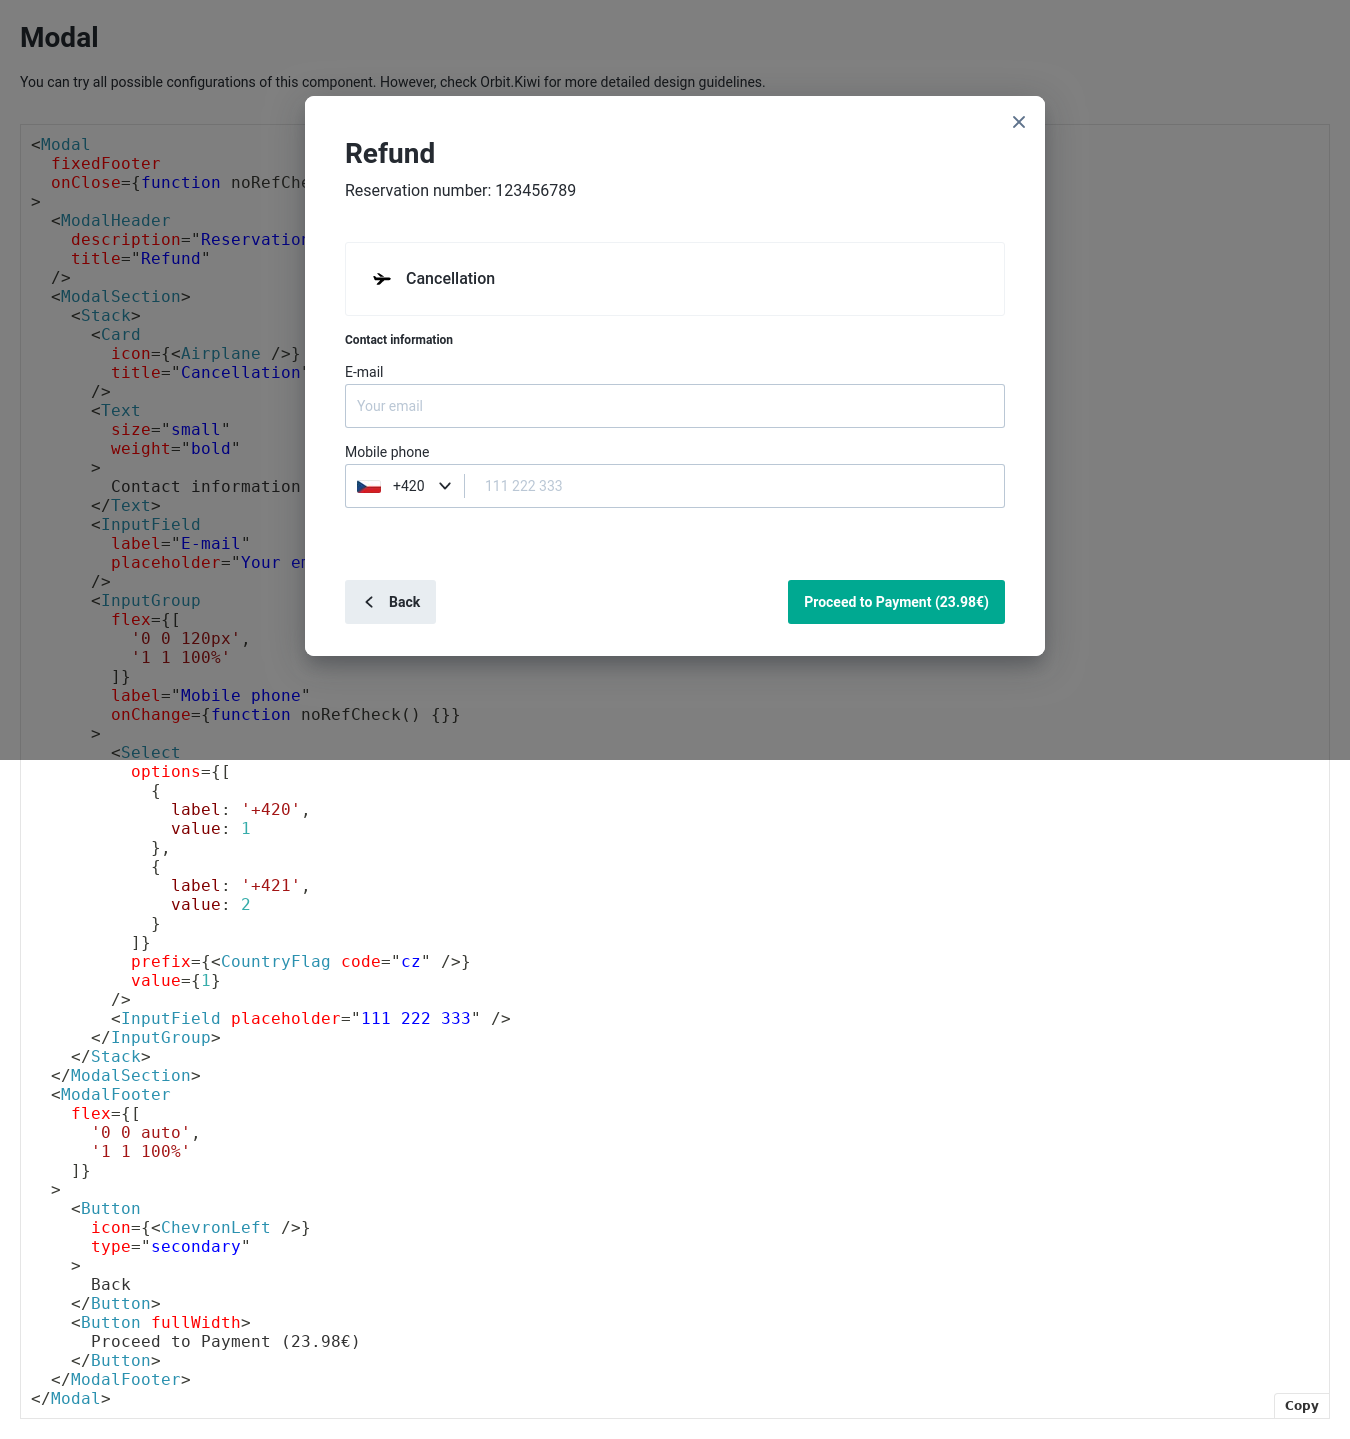 Modal
You can try all possible configurations of this component. However, check Orbit.Kiwi for more detailed design guidelines.
<Modal
fixedFooter
onClose={function noRefChe
>
<ModalHeader
description="Reservation
title="Refund"
/>
<ModalSection>
<Stack>
<Card
icon={<Airplane />}
title="Cancellation"
/>
<Text
size="small"
weight="bold"
>
Contact information
</Text>
<InputField
label="E-mail"
placeholder="Your em
/>
<InputGroup
flex={[
'0 0 120px',
'1 1 100%'
]}
label="Mobile phone"
onChange={function noRefCheck() {}}
>
<Select
options={[
{
label: '+420',
value: 1
},
{
label: '+421',
value: 2
}
]}
prefix={<CountryFlag code="cz" />}
value={1}
/>
<InputField placeholder="111 222 333" />
</InputGroup>
</Stack>
</ModalSection>
<ModalFooter
flex={[
'0 0 auto',
'1 1 100%'
]}
>
<Button
icon={<ChevronLeft />}
type="secondary"
>
Back
</Button>
<Button fullWidth>
Proceed to Payment (23.98€)
</Button>
</ModalFooter>
</Modal>
Copy
Refund
Reservation number: 123456789
Cancellation
Contact information
E-mail
Your email
Mobile phone
+420 111 222 333
Back
Proceed to Payment (23.98€)